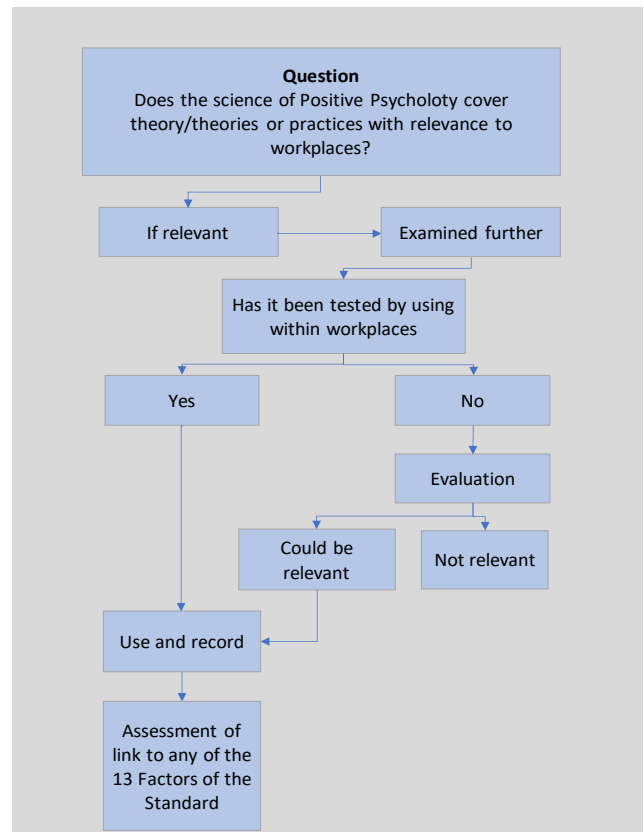 Question
Does the science of Positive Psycholoty cover
theory/theories or practices with relevance to
workplaces?
If relevant
Examined further
Has it been tested by using
within workplaces
Yes
No
Evaluation
Could be
relevant
Not relevant
Use and record
Assessment of
link to any of the
13 Factors of the
Standard